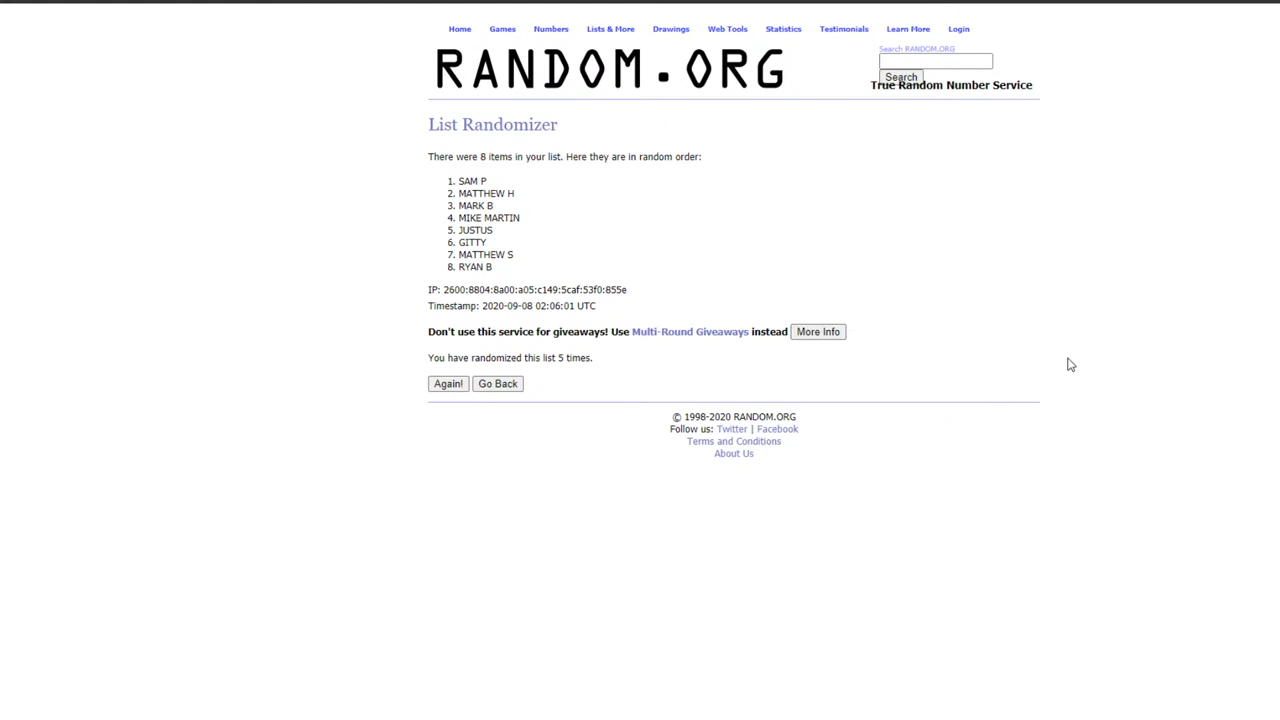 Home Games Numbers Lists & More Drawings Web Tools Statistics Testimonials Learn More Login
RANDOM.ORG
Search RANDOM.ORG
Search
True Random Number Service
List Randomizer
There were 8 items in your list. Here they are in random order:
1. SAM P
2. MATTHEW H
3. MARK B
4. MIKE MARTIN
5. JUSTUS
6. GITTY
7. MATTHEW S
8. RYAN B
IP: 2600:8804:8a00:a05:c149:5caf:53f0:855e
Timestamp: 2020-09-08 02:06:01 UTC
Don't use this service for giveaways! Use Multi-Round Giveaways instead More Info
You have randomized this list 5 times.
Again! Go Back
© 1998-2020 RANDOM.ORG
Follow us: Twitter | Facebook
Terms and Conditions
About Us